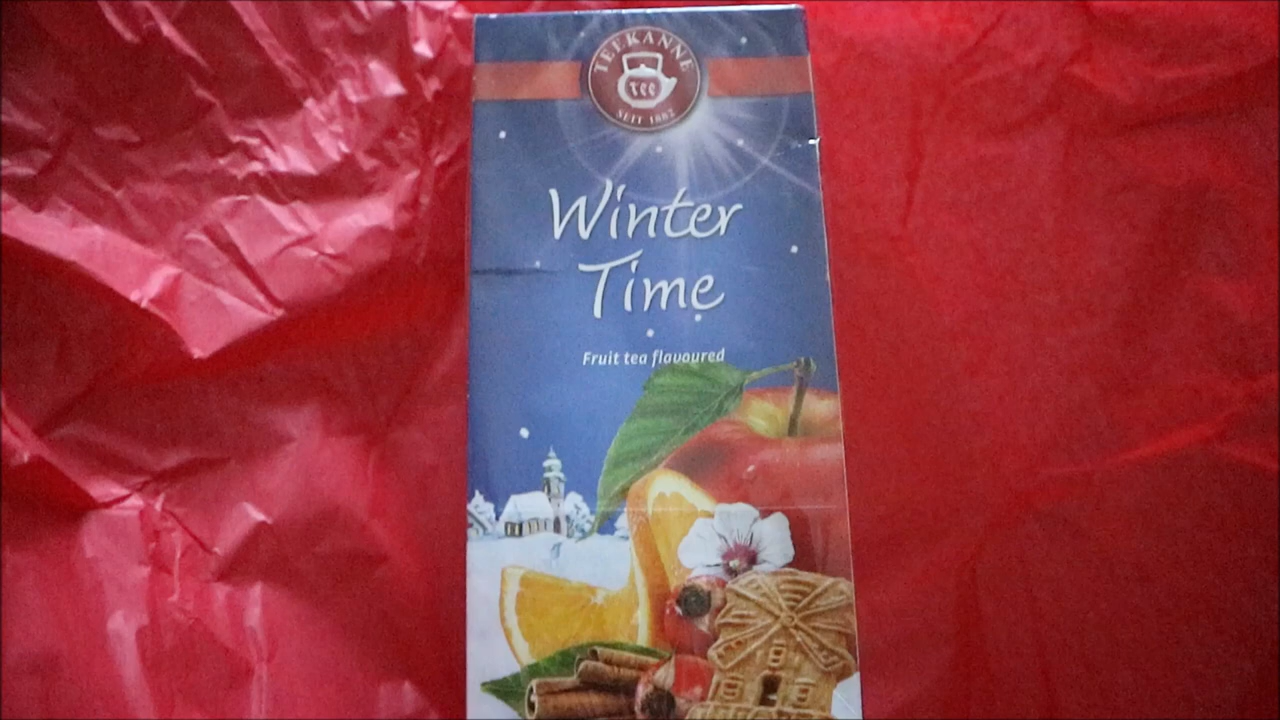 TEEKANNE
Tee
SEIT 1882
Winter
Time
Fruit tea flavoured